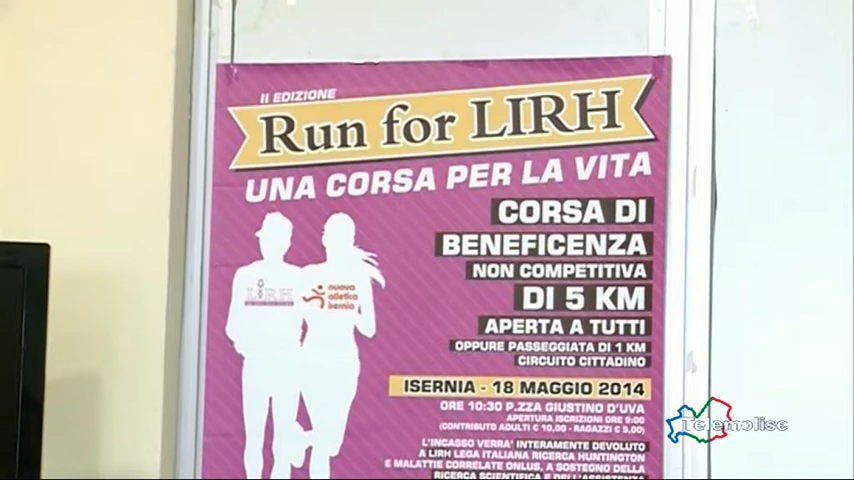 II EDIZIONE
Run for LIRH
UNA CORSA PER LA VITA
CORSA DI
BENEFICENZA
NON COMPETITIVA
DI 5 KM
APERTA A TUTTI
OPPURE PASSEGGIATA DI 1 KM
CIRCUITO CITTADINO
LIRH
nuova
atletica
isernia
ISERNIA - 18 MAGGIO 2014
ORE 10:30 P.ZZA GIUSTINO D'UVA
APERTURA ISCRIZIONI ORE 9:00
(CONTRIBUTO ADULTI € 10,00 - RAGAZZI € 5,00)
L'INCASSO VERRA' INTERAMENTE DEVOLUTO
A LIRH LEGA ITALIANA RICERCA HUNTINGTON
E MALATTIE CORRELATE ONLUS, A SOSTEGNO DELLA
RICERCA SCIENTIFICA E DELL'ASSISTENZA
Telemolise